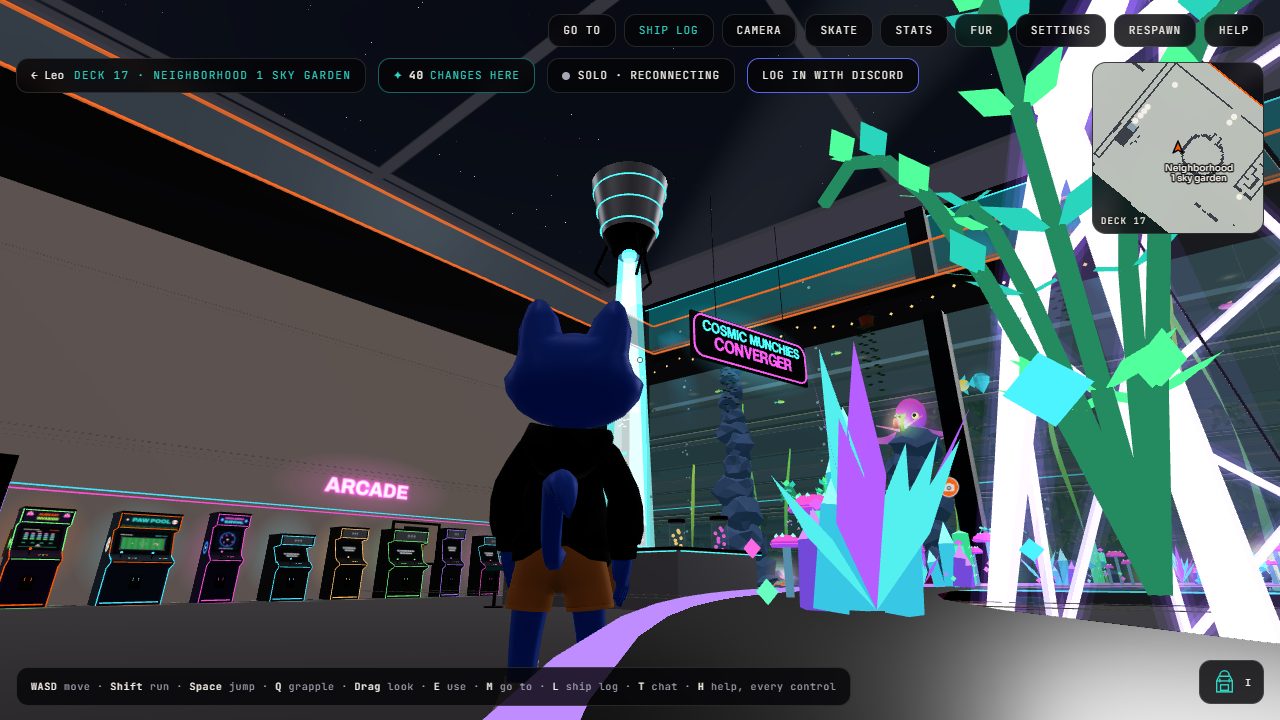 GO TO
SHIP LOG
CAMERA
SKATE
STATS
FUR
SETTINGS
RESPAWN
HELP
← Leo DECK 17 · NEIGHBORHOOD 1 SKY GARDEN
✦ 40 CHANGES HERE
SOLO · RECONNECTING
LOG IN WITH DISCORD
Neighborhood
1 sky garden
DECK 17
COSMIC MUNCHIES
CONVERGER
ARCADE
PAW POOL
WASD move · Shift run · Space jump · Q grapple · Drag look · E use · M go to · L ship log · T chat · H help, every control
I